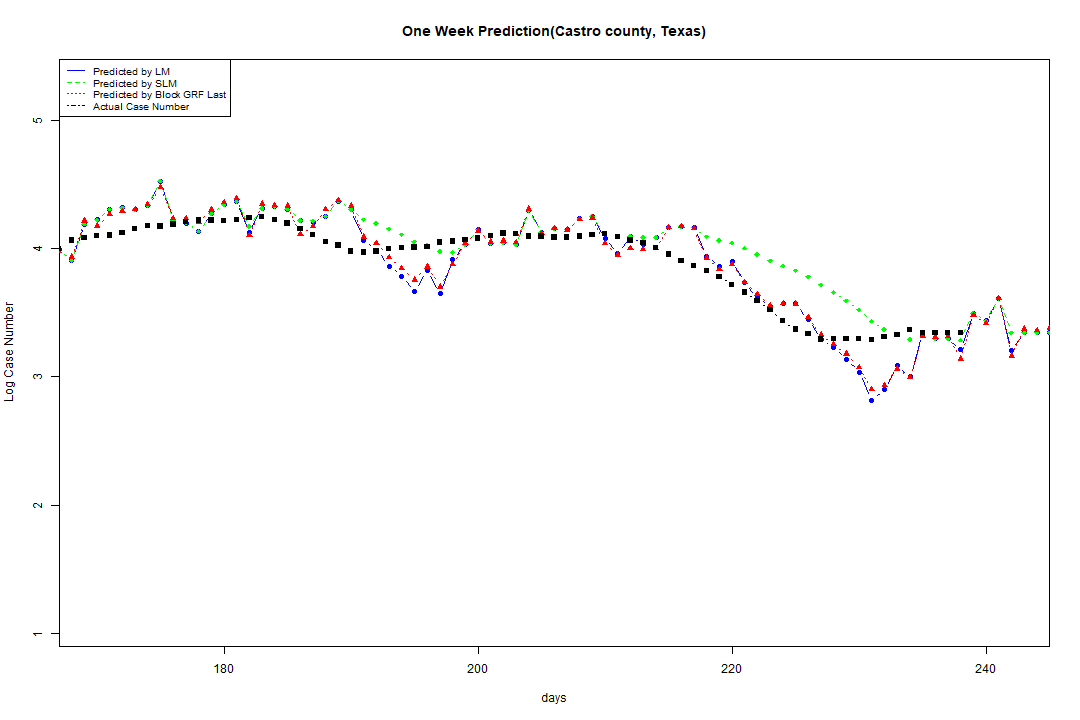 One Week Prediction(Castro county, Texas)
Predicted by LM
Predicted by SLM
Predicted by Block GRF Last
Actual Case Number
5
4
3
2
1
Log Case Number
180 200 220 240
days